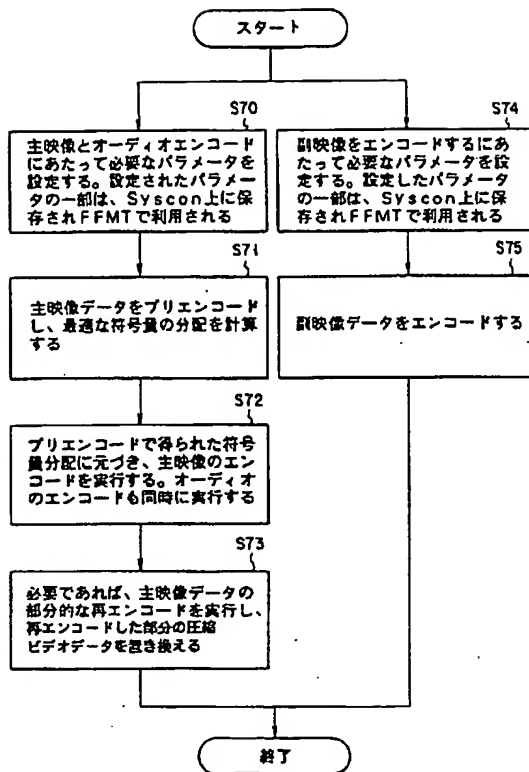 スタート
S70
主映像とオーディオエンコード
にあたって必要なパラメータを
設定する。設定されたパラメー
タの一部は、Syscon上に保
存されFFMTで利用される
S71
主映像データをプリエンコード
し、最適な符号量の分配を計算
する
S72
プリエンコードで得られた符号
量分配に元づき、主映像のエン
コードを実行する。オーディオ
のエンコードも同時に実行する
S73
必要であれば、主映像データの
部分的な再エンコードを実行し、
再エンコードした部分の圧縮
ビデオデータを置き換える
S74
副映像をエンコードするにあ
たって必要なパラメータを設
定する。設定したパラメータ
の一部は、Syscon上に保
存されFFMTで利用される
S75
副映像データをエンコードする
終了